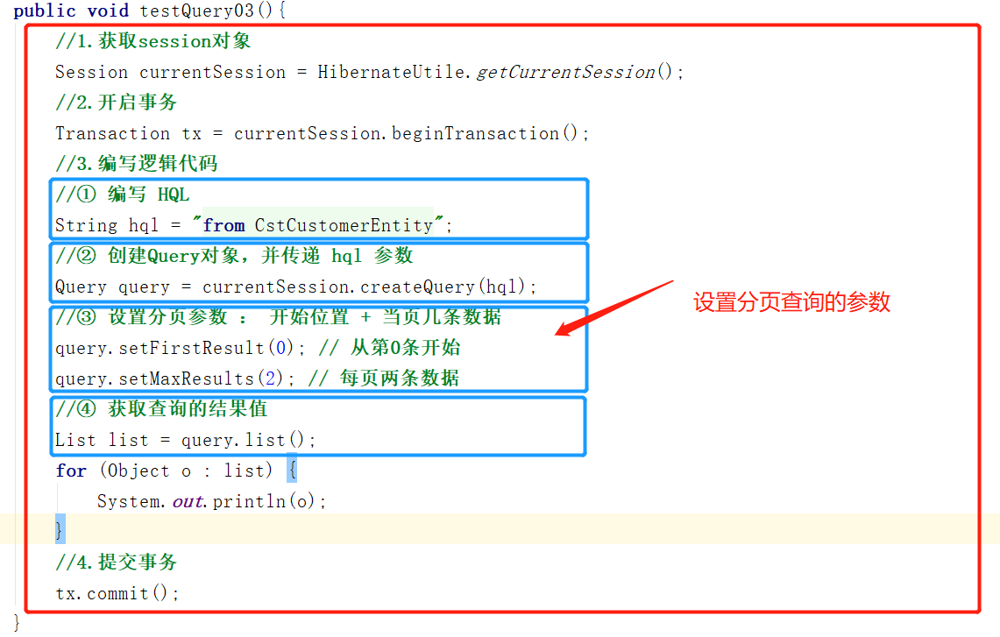 public void testQuery03(){
//1.获取session对象
Session currentSession = HibernateUtile.getCurrentSession();
//2.开启事务
Transaction tx = currentSession.beginTransaction();
//3.编写逻辑代码
//① 编写 HQL
String hql = "from CstCustomerEntity";
//② 创建Query对象，并传递 hql 参数
Query query = currentSession.createQuery(hql);
//③ 设置分页参数 ： 开始位置 + 当页几条数据
设置分页查询的参数
query.setFirstResult(0); // 从第0条开始
query.setMaxResults(2); // 每页两条数据
//④ 获取查询的结果值
List list = query.list();
for (Object o : list) {
System.out.println(o);
}
//4.提交事务
tx.commit();
}